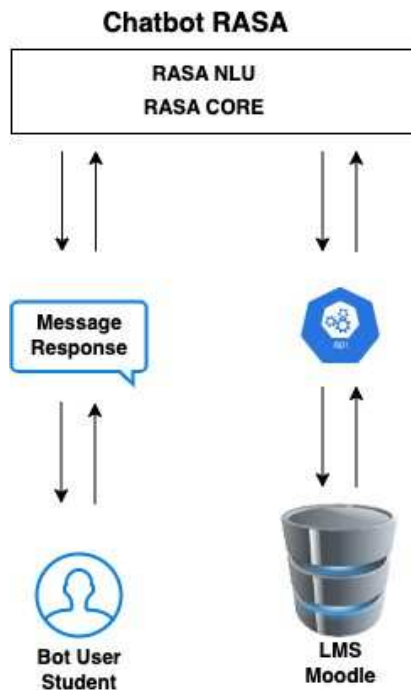 Chatbot RASA
RASA NLU
RASA CORE
Message
Response
Bot User
Student
LMS
Moodle